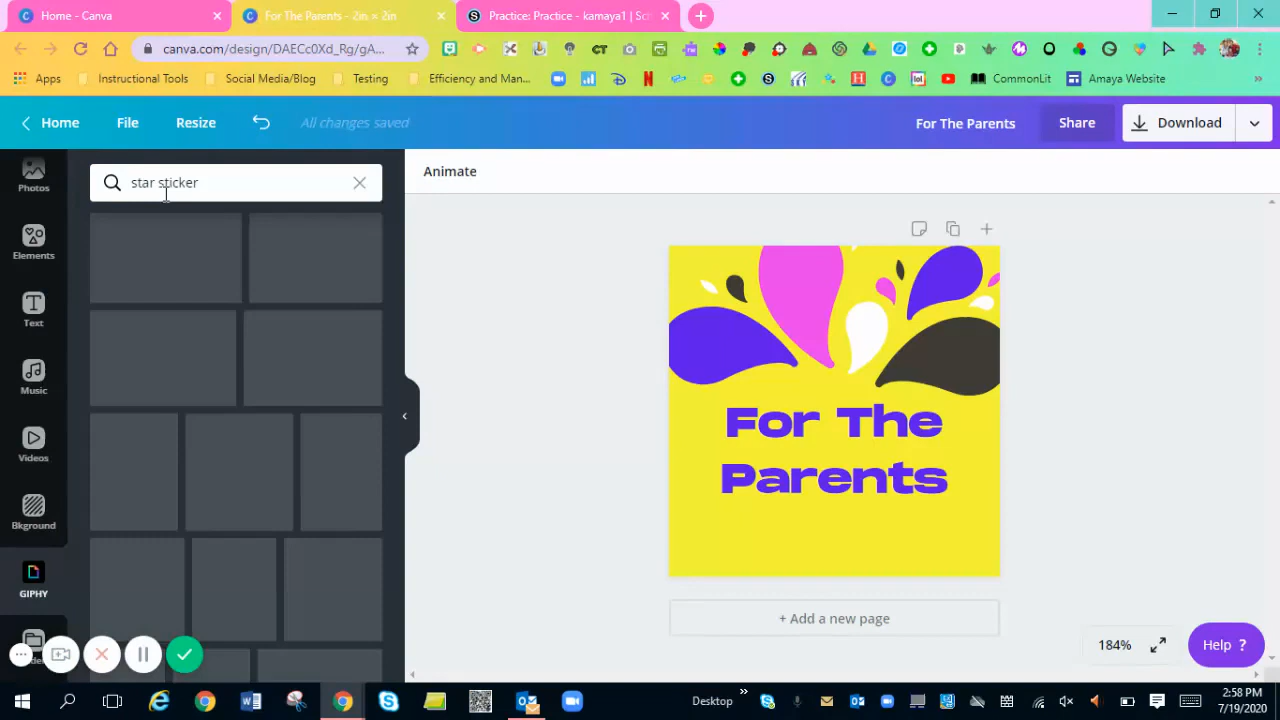 Home - Canva
For The Parents - 2in × 2in
Practice: Practice - kamaya1 | Sc
canva.com/design/DAECc0Xd_Rg/gA...
Apps
Instructional Tools
Social Media/Blog
Testing
Efficiency and Man...
CommonLit
Amaya Website
Home
File
Resize
All changes saved
For The Parents
Share
Download
Photos
star sticker
Animate
Elements
Text
Music
Videos
Bkground
GIPHY
For The
Parents
+ Add a new page
184%
Help ?
Desktop
2:58 PM
7/19/2020